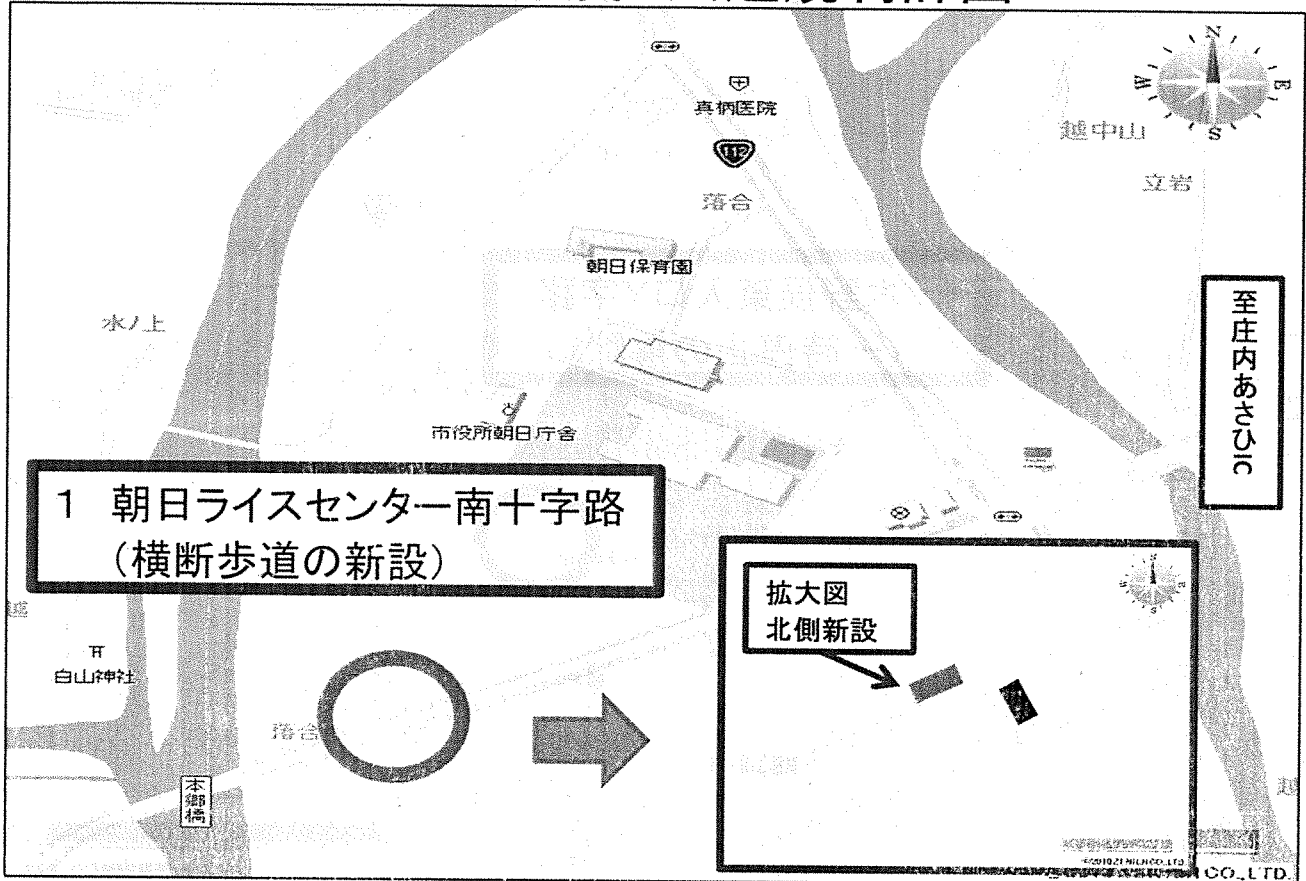 N
W
E
S
真柄医院
112
越中山
立岩
落合
朝日保育園
水ノ上
至庄内あさひIC
市役所朝日庁舎
1 朝日ライスセンター南十字路
(横断歩道の新設)
拡大図
北側新設
越
白山神社
落合
本郷橋
越
CO.,LTD.